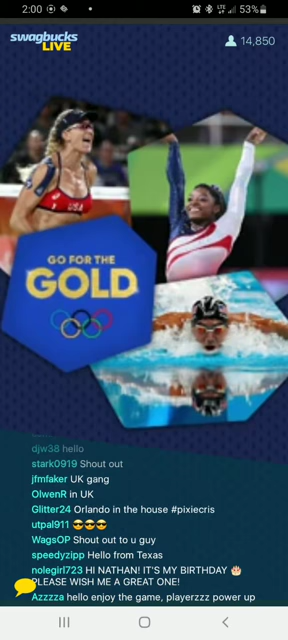 2:00
LTE
53%
swagbucks
LIVE
14,850
USA
GO FOR THE
GOLD
djw38 hello
stark0919 Shout out
jfmfaker UK gang
OlwenR in UK
Glitter24 Orlando in the house #pixiecris
utpal911 😎😎😎
WagsOP Shout out to u guy
speedyzipp Hello from Texas
nolegirl723 HI NATHAN! IT'S MY BIRTHDAY 🎂
PLEASE WISH ME A GREAT ONE!
Azzzza hello enjoy the game, playerzzz power up